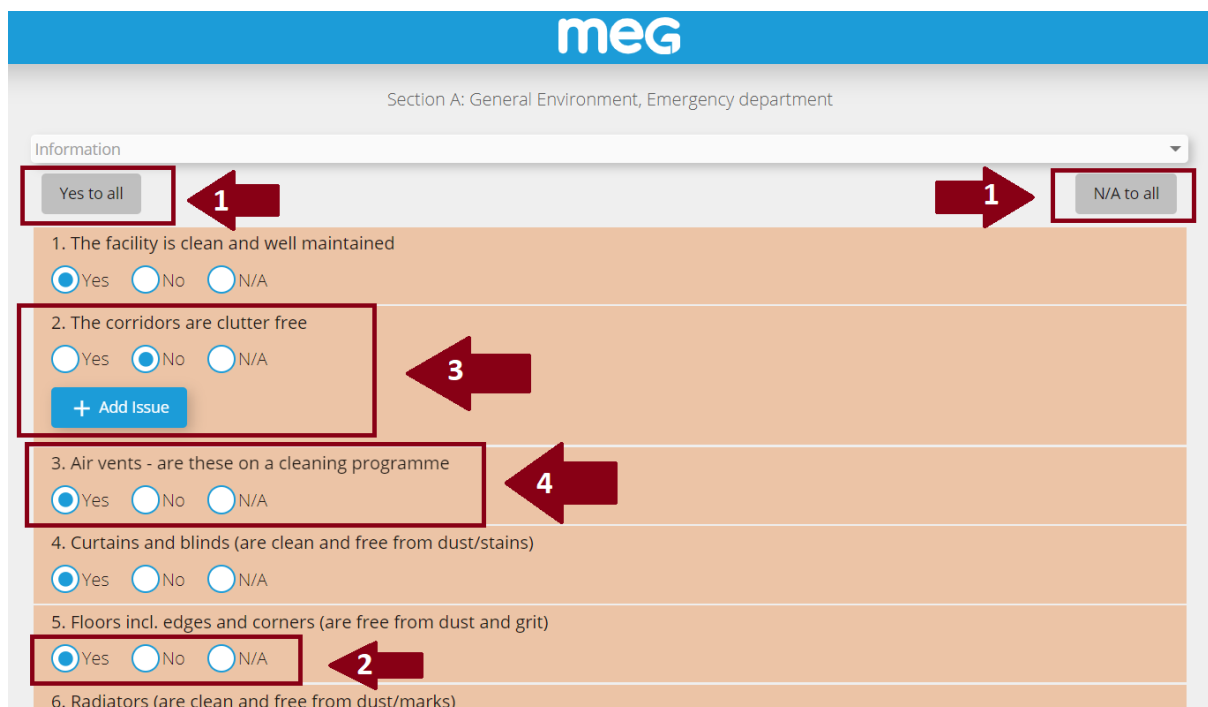 meg
Section A: General Environment, Emergency department
Information
Yes to all 1 1 N/A to all
1. The facility is clean and well maintained
Yes No N/A
2. The corridors are clutter free
Yes No N/A 3
+ Add Issue
3. Air vents - are these on a cleaning programme
Yes No N/A 4
4. Curtains and blinds (are clean and free from dust/stains)
Yes No N/A
5. Floors incl. edges and corners (are free from dust and grit)
Yes No N/A 2
6. Radiators (are clean and free from dust/marks)